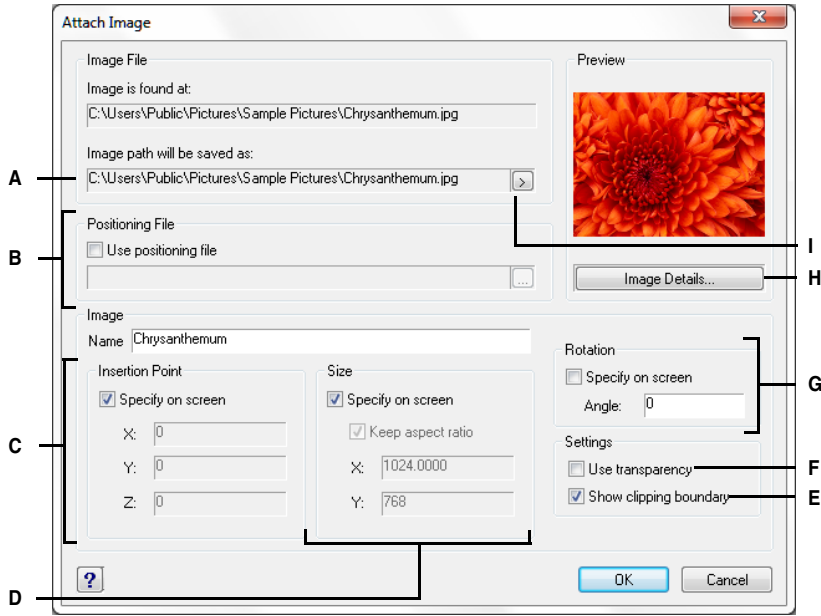 Attach Image
x
Image File
Image is found at:
C:\Users\Public\Pictures\Sample Pictures\Chrysanthemum.jpg
Image path will be saved as:
C:\Users\Public\Pictures\Sample Pictures\Chrysanthemum.jpg
>
Preview
Image Details...
Positioning File
Use positioning file
...
Image
Name Chrysanthemum
Insertion Point
Specify on screen
X: 0
Y: 0
Z: 0
Size
Specify on screen
Keep aspect ratio
X: 1024.0000
Y: 768
Rotation
Specify on screen
Angle: 0
Settings
Use transparency
Show clipping boundary
?
OK
Cancel
A
B
C
D
E
F
G
H
I